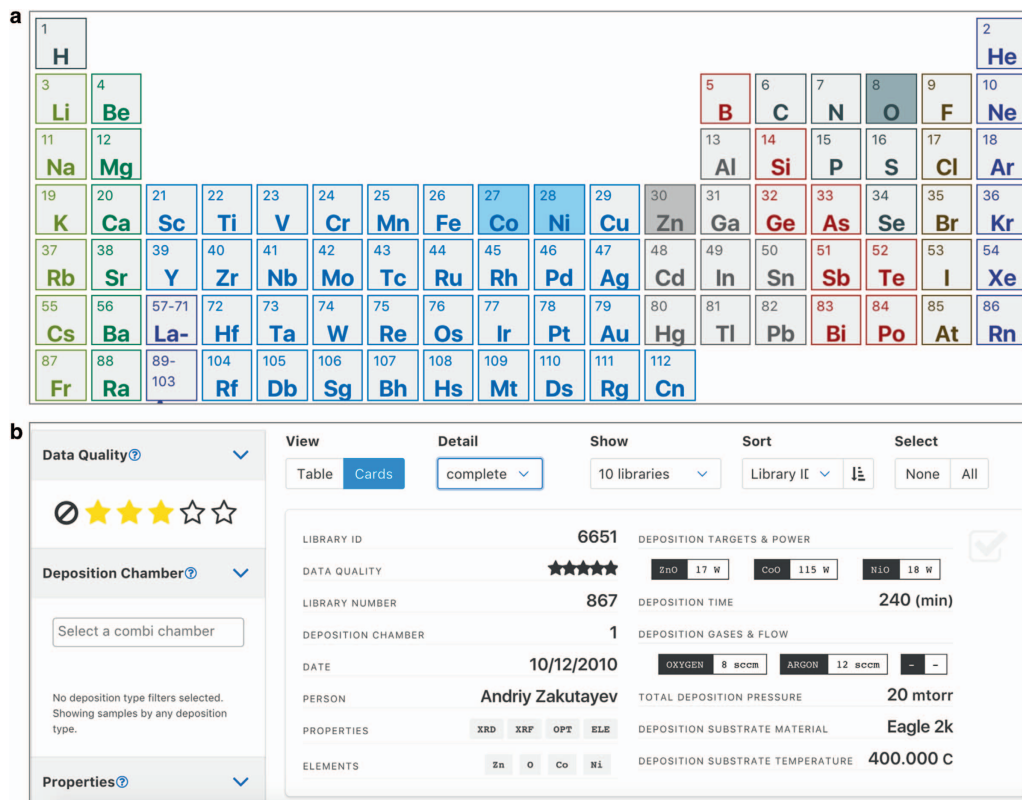 a
1 2
H He
3 4 5 6 7 8 9 10
Li Be B C N O F Ne
11 12 13 14 15 16 17 18
Na Mg Al Si P S Cl Ar
19 20 21 22 23 24 25 26 27 28 29 30 31 32 33 34 35 36
K Ca Sc Ti V Cr Mn Fe Co Ni Cu Zn Ga Ge As Se Br Kr
37 38 39 40 41 42 43 44 45 46 47 48 49 50 51 52 53 54
Rb Sr Y Zr Nb Mo Tc Ru Rh Pd Ag Cd In Sn Sb Te I Xe
55 56 57-71 72 73 74 75 76 77 78 79 80 81 82 83 84 85 86
Cs Ba La- Hf Ta W Re Os Ir Pt Au Hg Tl Pb Bi Po At Rn
87 88 89- 104 105 106 107 108 109 110 111 112
103
Fr Ra Rf Db Sg Bh Hs Mt Ds Rg Cn
b
Data Quality
Deposition Chamber
Select a combi chamber
No deposition type filters selected.
Showing samples by any deposition
type.
Properties
View Detail Show Sort Select
Table Cards complete 10 libraries Library None All
LIBRARY ID 6651
DATA QUALITY ★★★★★
LIBRARY NUMBER 867
DEPOSITION CHAMBER 1
DATE 10/12/2010
PERSON Andriy Zakutayev
PROPERTIES XRD XRF OPT ELE
ELEMENTS Zn O Co Ni
DEPOSITION TARGETS & POWER
ZnO 17 W CoO 115 W NiO 18 W
DEPOSITION TIME 240 (min)
DEPOSITION GASES & FLOW
OXYGEN 8 sccm ARGON 12 sccm - -
TOTAL DEPOSITION PRESSURE 20 mtorr
DEPOSITION SUBSTRATE MATERIAL Eagle 2k
DEPOSITION SUBSTRATE TEMPERATURE 400.000 C